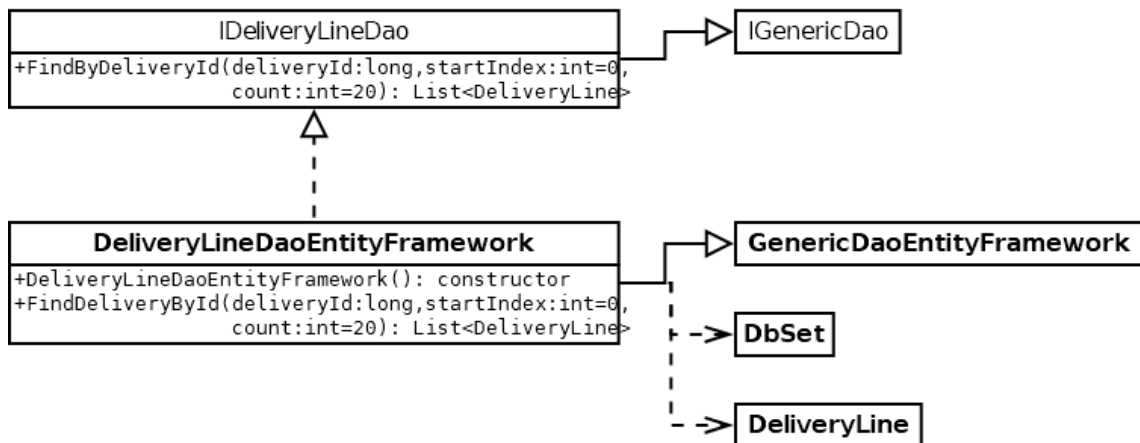 IDeliveryLineDao
+FindByDeliveryId(deliveryId:long,startIndex:int=0,
count:int=20): List<DeliveryLine>
IGenericDao
DeliveryLineDaoEntityFramework
+DeliveryLineDaoEntityFramework(): constructor
+FindDeliveryById(deliveryId:long,startIndex:int=0,
count:int=20): List<DeliveryLine>
GenericDaoEntityFramework
DbSet
DeliveryLine